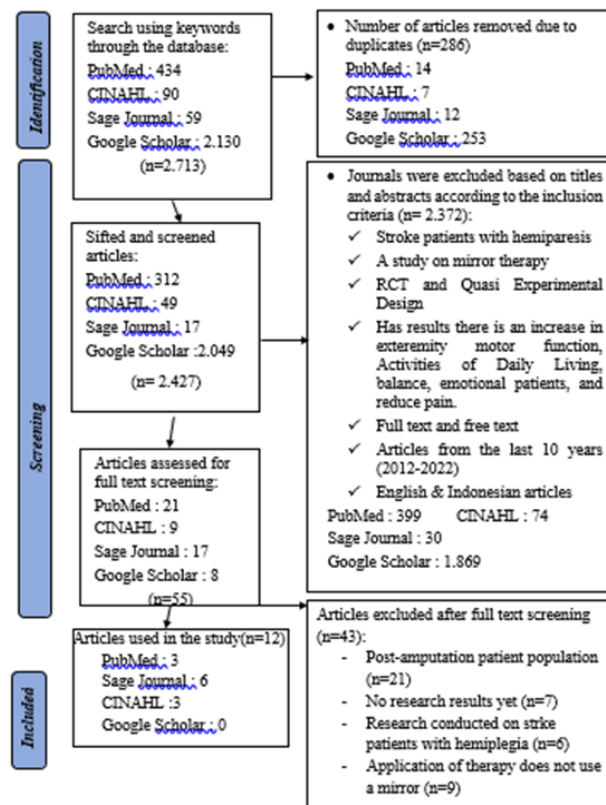 Identification
Search using keywords
through the database:
PubMed : 434
CINAHL : 90
Sage Journal : 59
Google Scholar : 2.130
(n=2.713)
• Number of articles removed due to
duplicates (n=286)
PubMed : 14
CINAHL : 7
Sage Journal : 12
Google Scholar : 253
Screening
Sifted and screened
articles:
PubMed : 312
CINAHL : 49
Sage Journal : 17
Google Scholar :2.049
(n= 2.427)
• Journals were excluded based on titles
and abstracts according to the inclusion
criteria (n= 2.372):
✓ Stroke patients with hemiparesis
✓ A study on mirror therapy
✓ RCT and Quasi Experimental
Design
✓ Has results there is an increase in
exteremity motor function,
Activities of Daily Living,
balance, emotional patients, and
reduce pain.
✓ Full text and free text
✓ Articles from the last 10 years
(2012-2022)
✓ English & Indonesian articles
PubMed : 399 CINAHL : 74
Sage Journal : 30
Google Scholar : 1.869
Articles assessed for
full text screening:
PubMed : 21
CINAHL : 9
Sage Journal : 17
Google Scholar : 8
(n=55)
Included
Articles used in the study(n=12)
PubMed : 3
Sage Journal : 6
CINAHL :3
Google Scholar : 0
Articles excluded after full text screening
(n=43):
- Post-amputation patient population
(n=21)
- No research results yet (n=7)
- Research conducted on strke
patients with hemiplegia (n=6)
- Application of therapy does not use
a mirror (n=9)